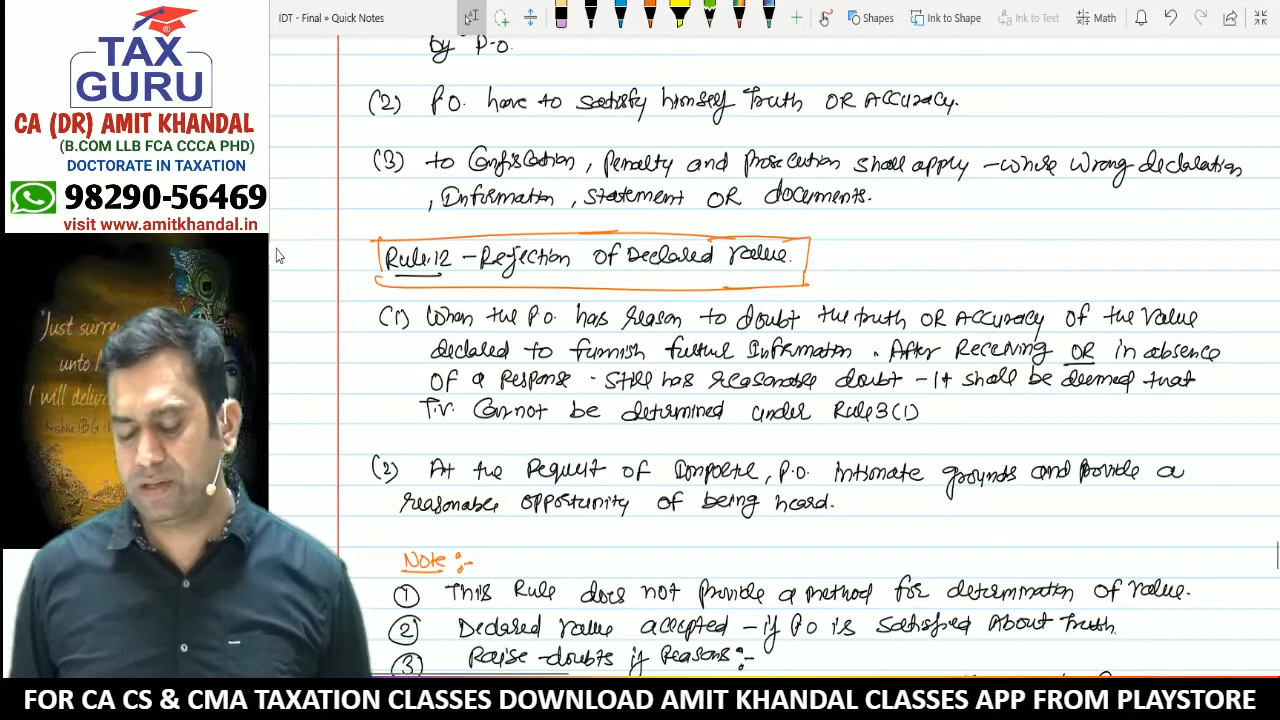 IDT - Final » Quick Notes
Shapes
Ink to Shape
Ink to Text
Math
TAX
GURU
CA (DR) AMIT KHANDAL
(B.COM LLB FCA CCCA PHD)
DOCTORATE IN TAXATION
98290-56469
visit www.amitkhandal.in
"Just surre
unto
I will delive
by P.O.
(2) P.O. have to satisfy himself Truth OR ACCURACY.
(3) to Confiscation, Penalty and Prosecution shall apply - where wrong declaration
, Information, Statement OR documents.
Rule.12 - Rejection of Declared value.
(1) When the P.O. has reason to doubt the truth OR ACCURACY of the value
declared to furnish further Information. After Receiving OR in absence
of a Response. Still has reasonable doubt - It shall be deemed that
T.V. Cannot be determined under Rule 3(1)
(2) At the Request of Importer, P.O. Intimate grounds and provide a
reasonable opportunity of being heard.
Note :-
① This Rule does not provide a method for determination of value.
② Declared value accepted - if PO is satisfied About Truth.
③ Raise doubts if Reasons :-
FOR CA CS & CMA TAXATION CLASSES DOWNLOAD AMIT KHANDAL CLASSES APP FROM PLAYSTORE